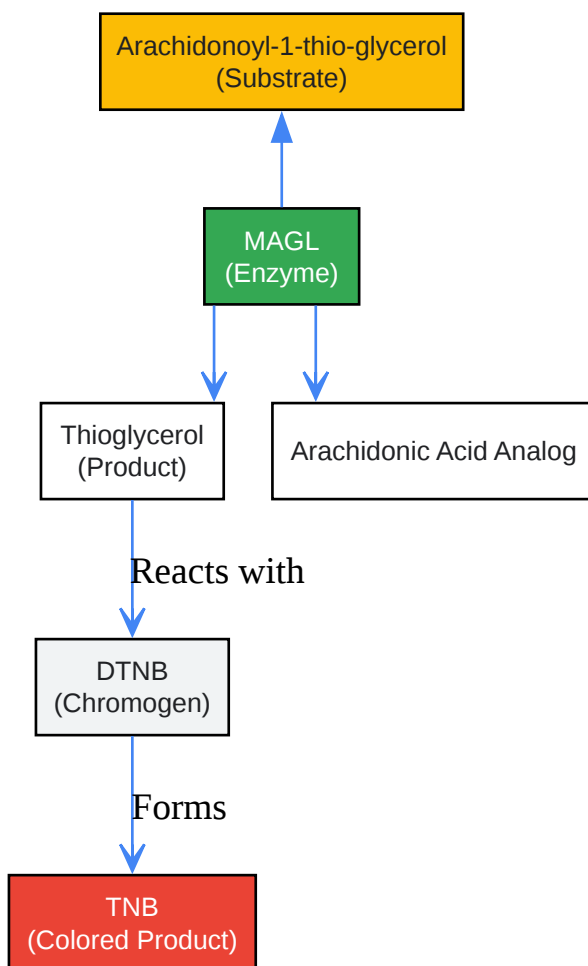 Arachidonoyl-1-thio-glycerol
(Substrate)
MAGL
(Enzyme)
Thioglycerol
(Product)
Arachidonic Acid Analog
Reacts with
DTNB
(Chromogen)
Forms
TNB
(Colored Product)